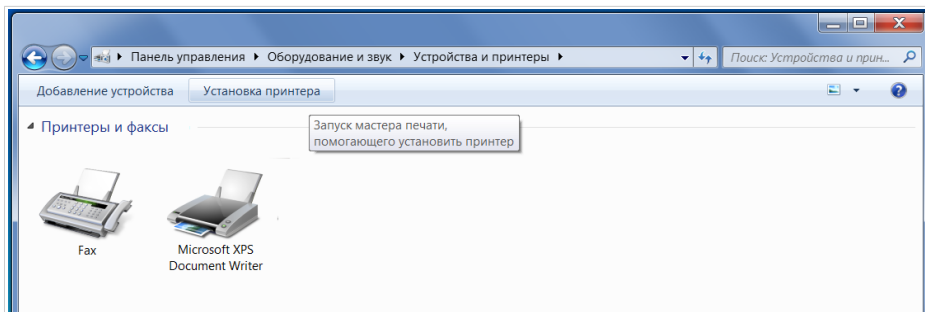 Панель управления Оборудование и звук Устройства и принтеры Поиск: Устройства и прин...
Добавление устройства Установка принтера
Принтеры и факсы
Запуск мастера печати,
помогающего установить принтер
Fax
Microsoft XPS
Document Writer